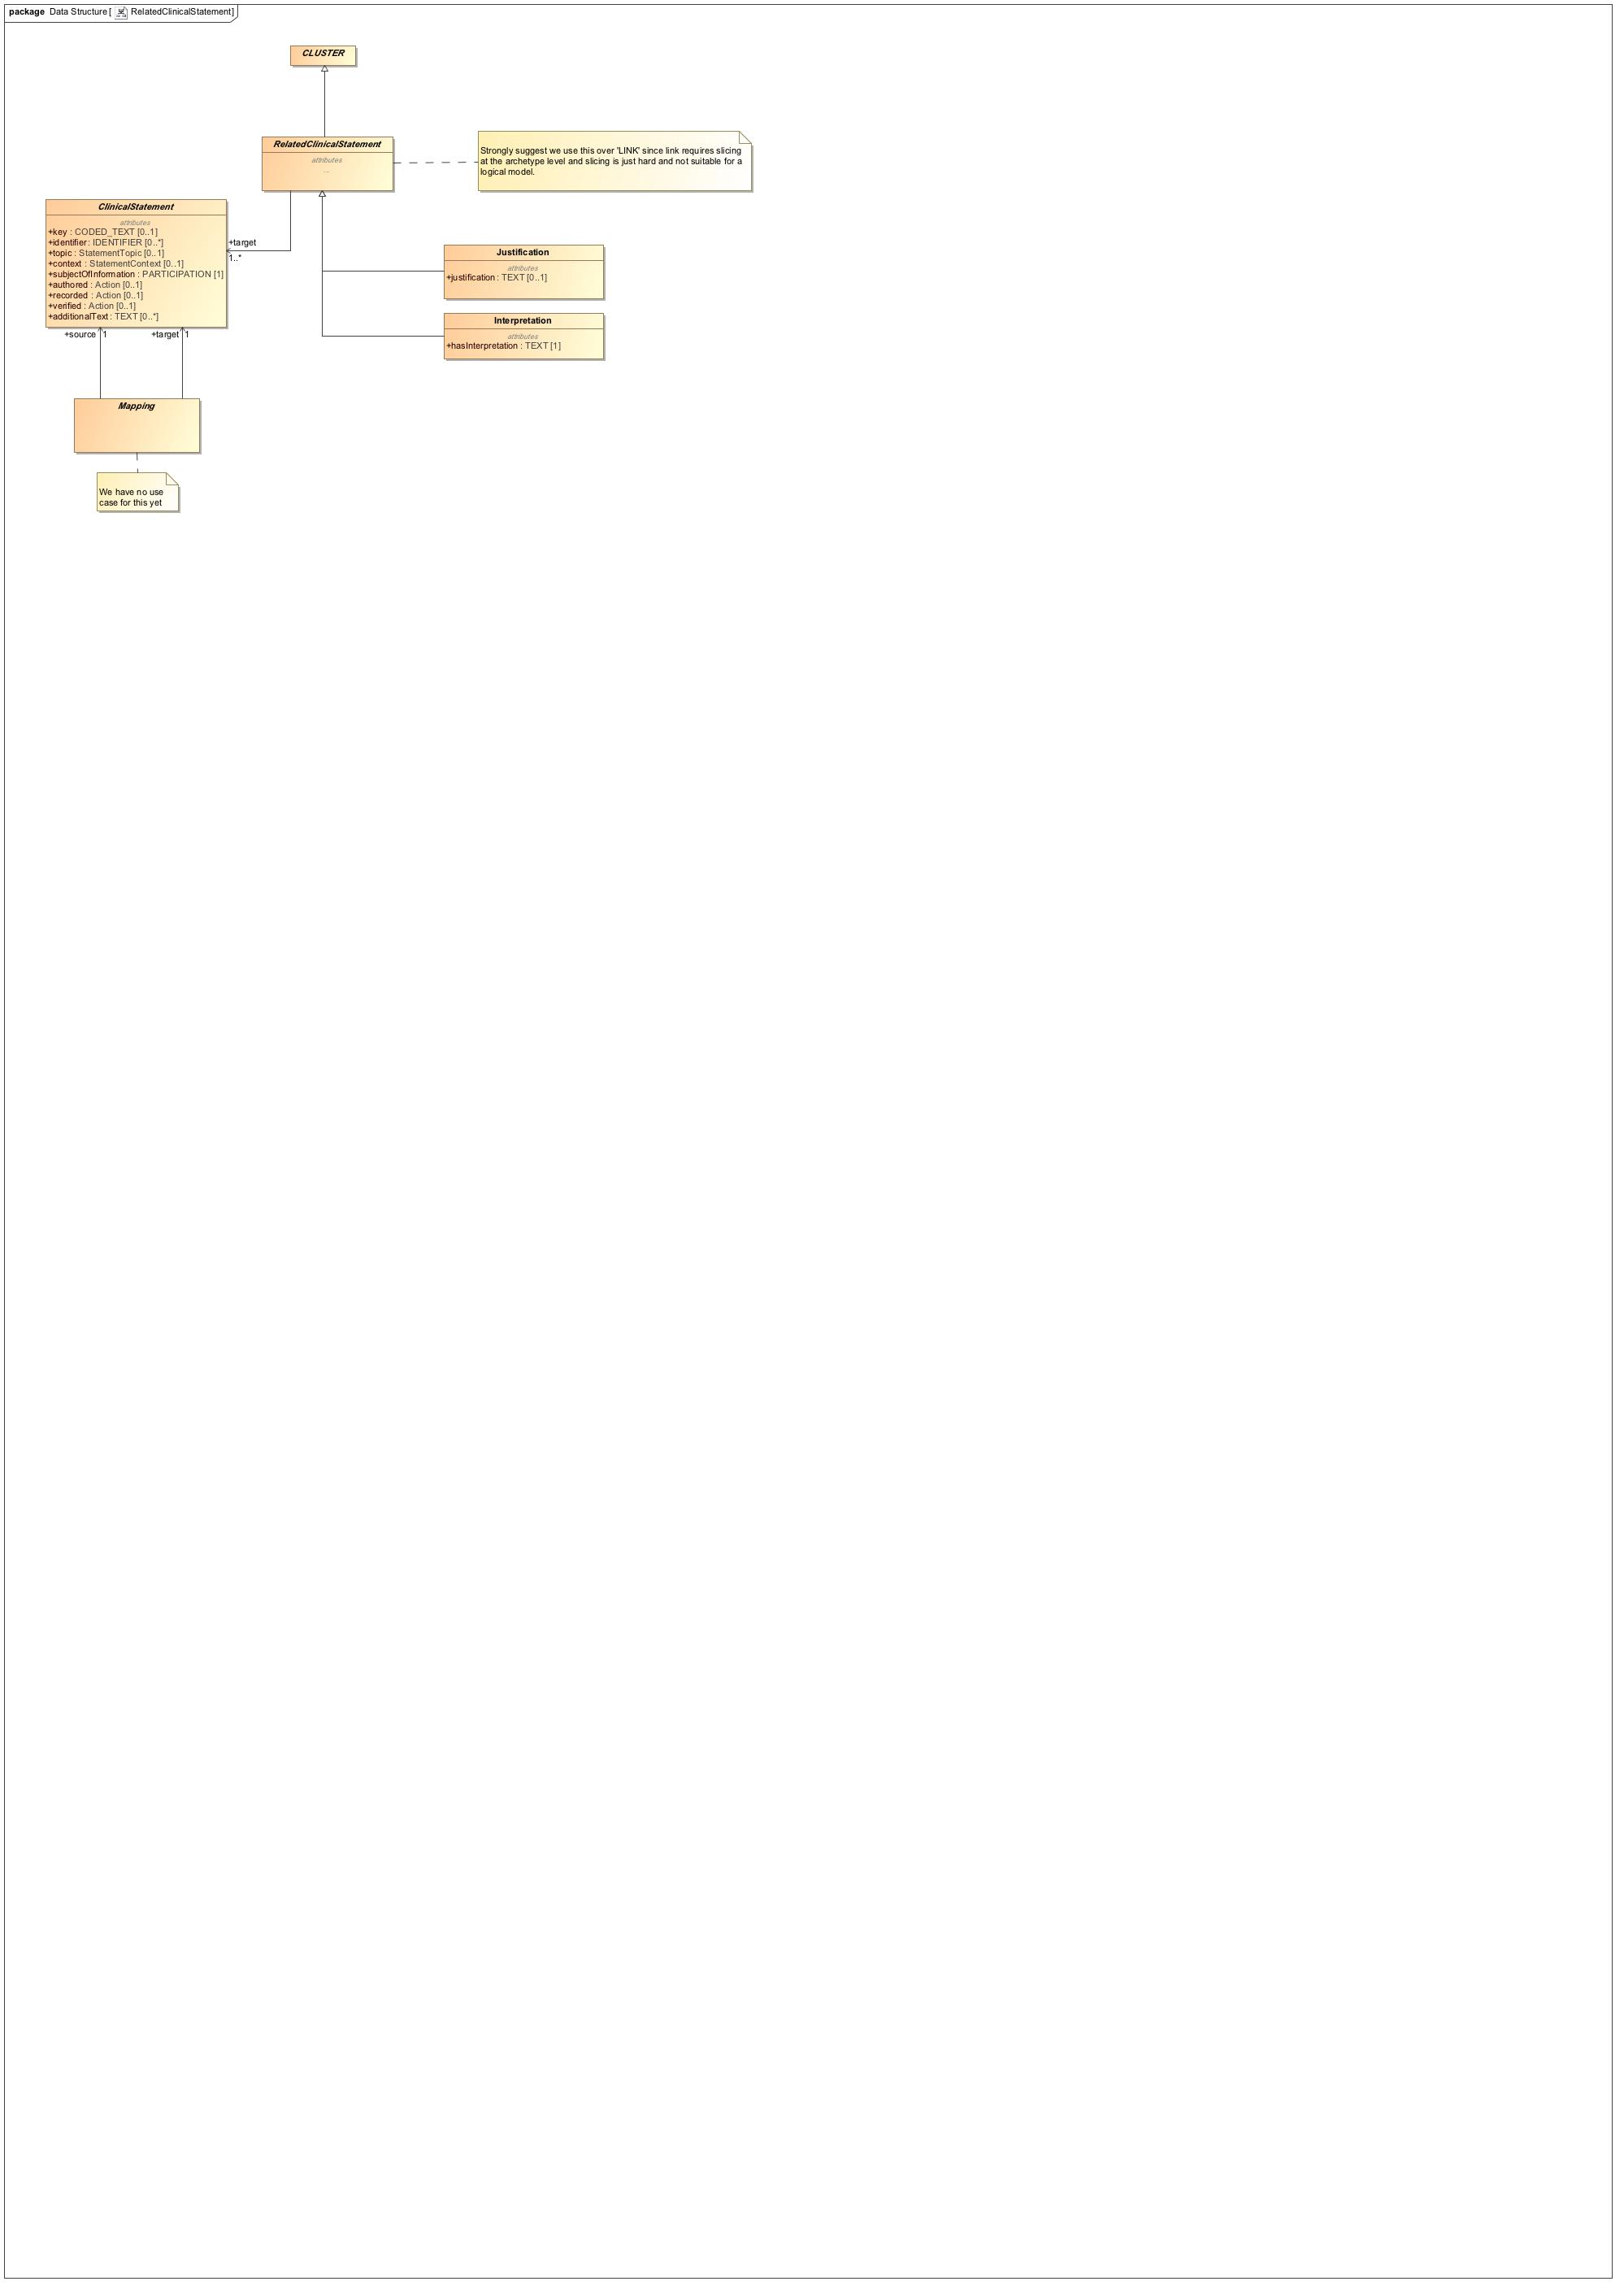 package Data Structure [ RelatedClinicalStatement]
CLUSTER
RelatedClinicalStatement
attributes
...
Strongly suggest we use this over 'LINK' since link requires slicing
at the archetype level and slicing is just hard and not suitable for a
logical model.
ClinicalStatement
attributes
+key : CODED_TEXT [0..1]
+identifier : IDENTIFIER [0..*]
+topic : StatementTopic [0..1]
+context : StatementContext [0..1]
+subjectOfInformation : PARTICIPATION [1]
+authored : Action [0..1]
+recorded : Action [0..1]
+verified : Action [0..1]
+additionalText : TEXT [0..*]
+target
1..*
Justification
attributes
+justification : TEXT [0..1]
Interpretation
attributes
+hasInterpretation : TEXT [1]
+source 1
+target 1
Mapping
We have no use
case for this yet